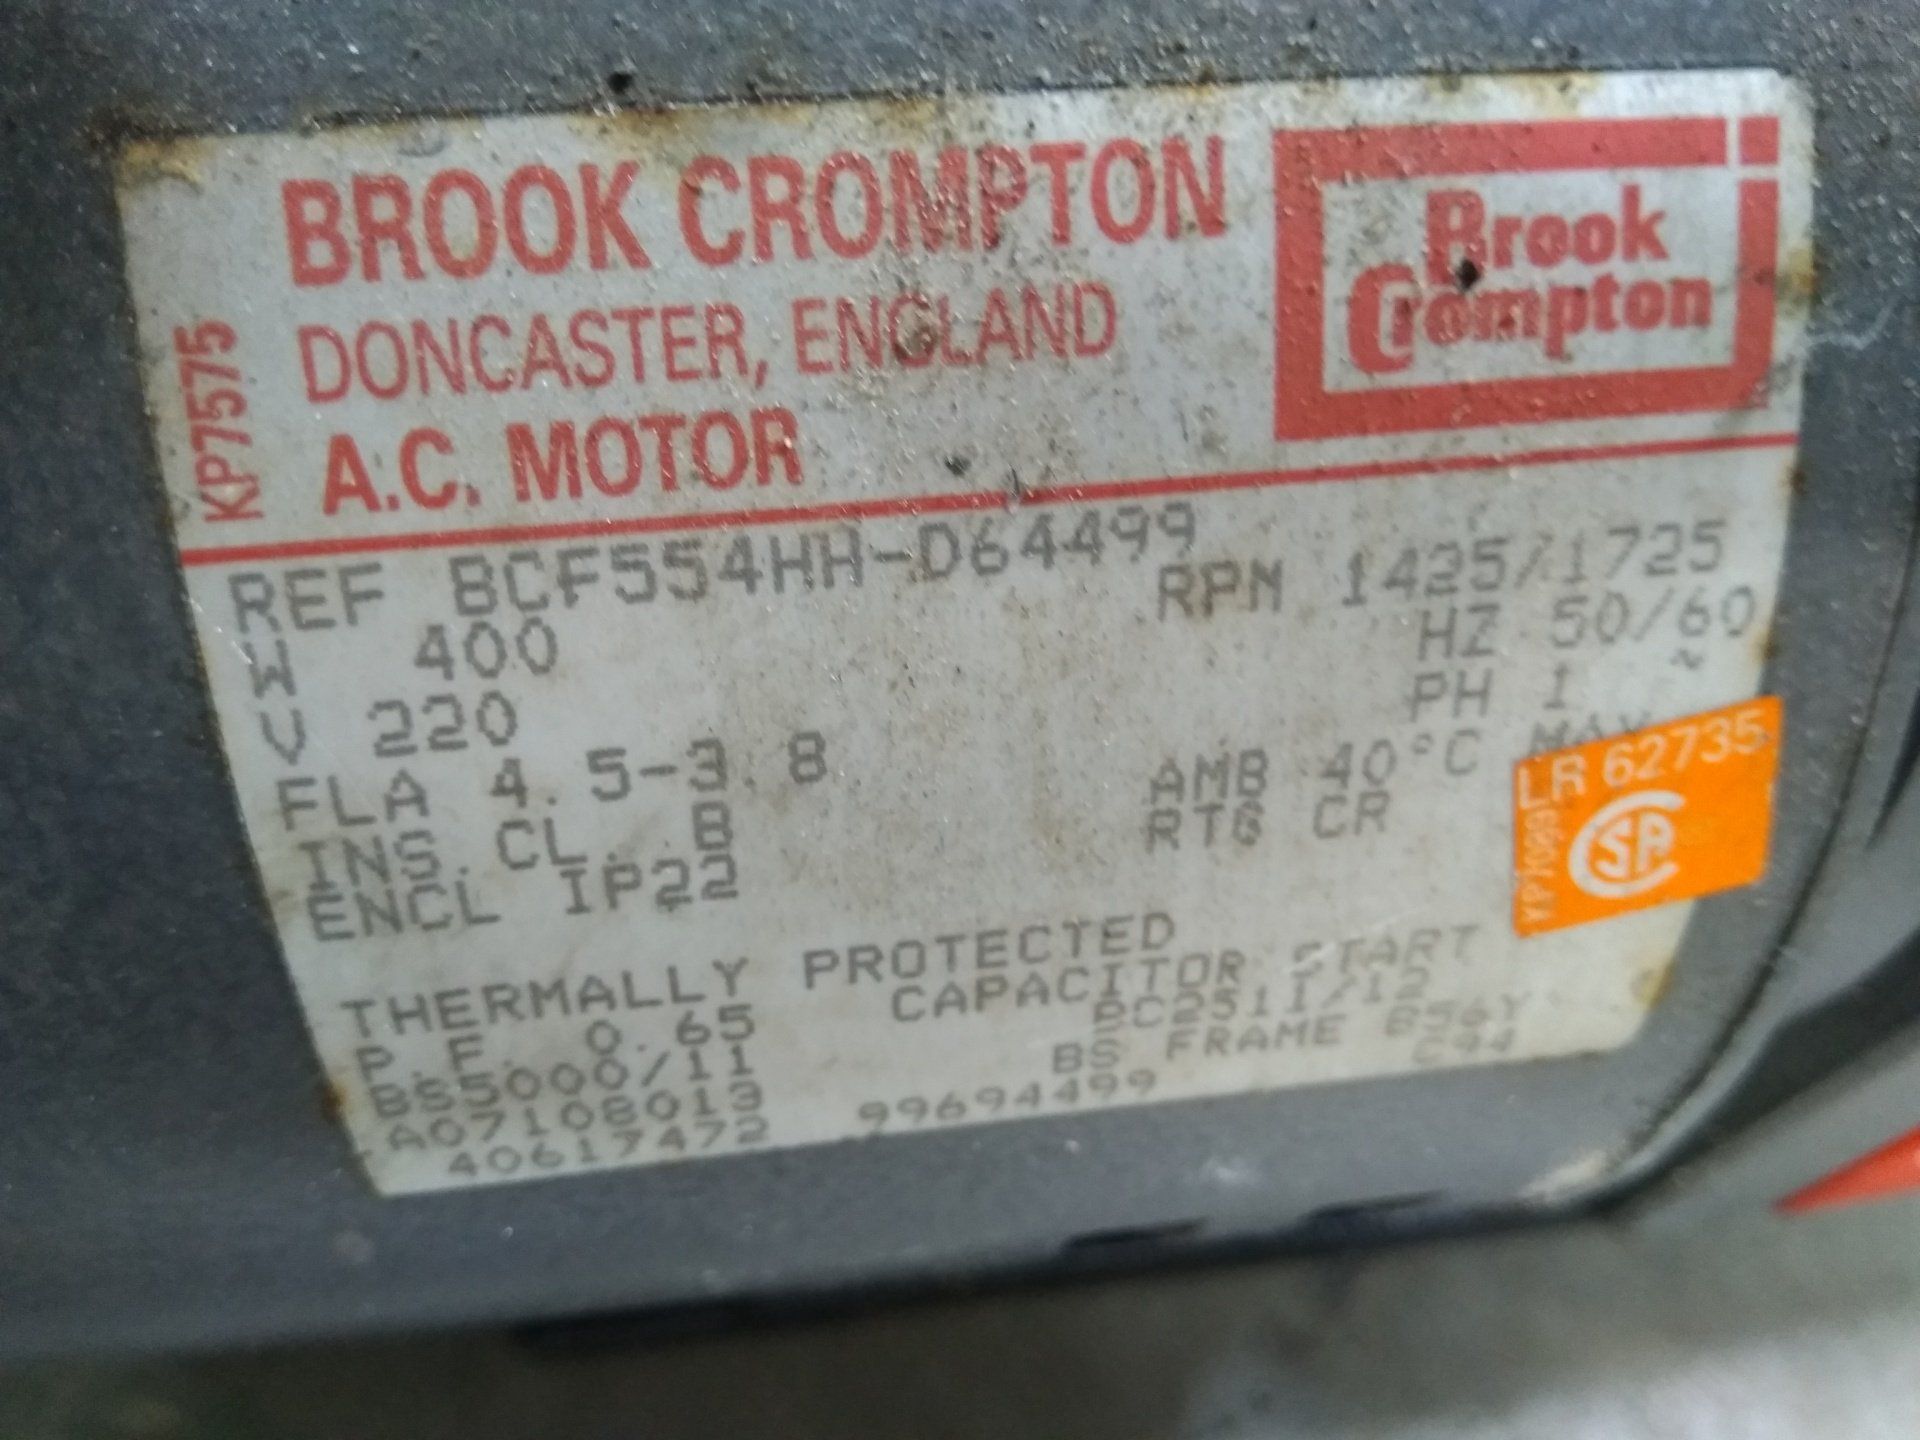 BROOK CROMPTON
DONCASTER, ENGLAND
A.C. MOTOR
Brook
Crompton
KP7575
REF BCF554HH-D64499
RPM 1425/1725
W 400
HZ 50/60
V 220
PH 1 ~
FLA 4.5-3.8
AMB 40°C MAX
INS.CL. B
RTG CR
ENCL IP22
LR 62735
THERMALLY PROTECTED
CAPACITOR START
P.F. 0.65
BS5000/11
BS FRAME B56Y
A07108013
C94
40617472 99694499